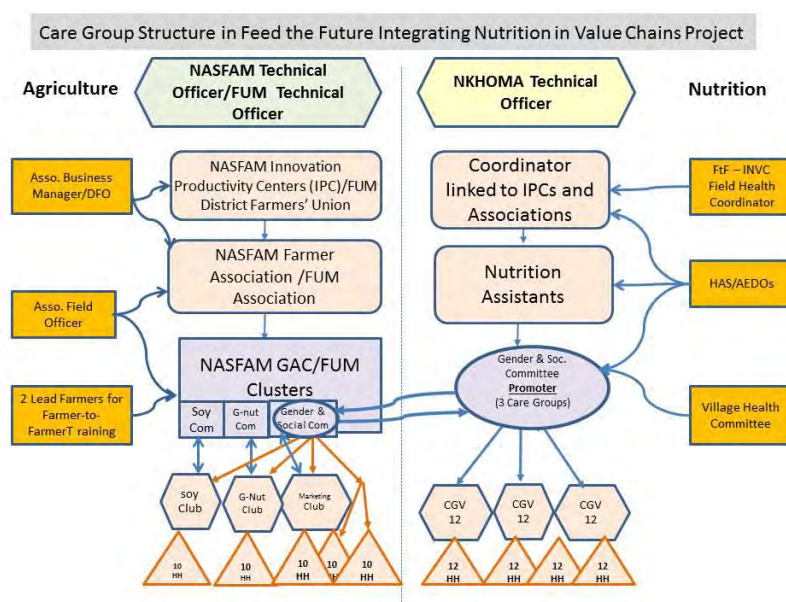 Care Group Structure in Feed the Future Integrating Nutrition in Value Chains Project
Agriculture
NASFAM Technical
Officer/FUM Technical
Officer
NKHOMA Technical
Officer
Nutrition
Asso. Business
Manager/DFO
NASFAM Innovation
Productivity Centers (IPC)/FUM
District Farmers' Union
Coordinator
linked to IPCs and
Associations
FtF – INVC
Field Health
Coordinator
NASFAM Farmer
Association /FUM
Association
Nutrition
Assistants
HAS/AEDOs
Asso. Field
Officer
NASFAM GAC/FUM
Clusters
Gender & Soc.
Committee
Promoter
(3 Care Groups)
2 Lead Farmers for
Farmer-to-
FarmerT raining
Soy
Com
G-nut
Com
Gender &
Social Com
Village Health
Committee
soy
Club
G-Nut
Club
Marketing
Club
CGV
12
CGV
12
CGV
12
10
HH
10
HH
10
HH
10
HH
10
HH
12
HH
12
HH
12
HH
12
HH